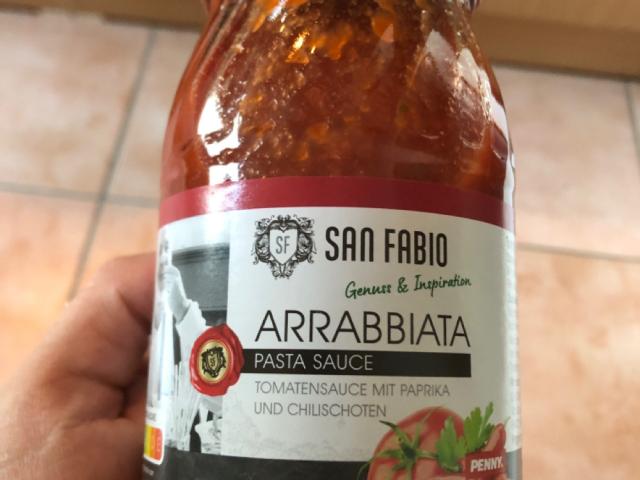 SF
SAN FABIO
Genuss & Inspiration
ARRABBIATA
PASTA SAUCE
TOMATENSAUCE MIT PAPRIKA
UND CHILISCHOTEN
PENNY.